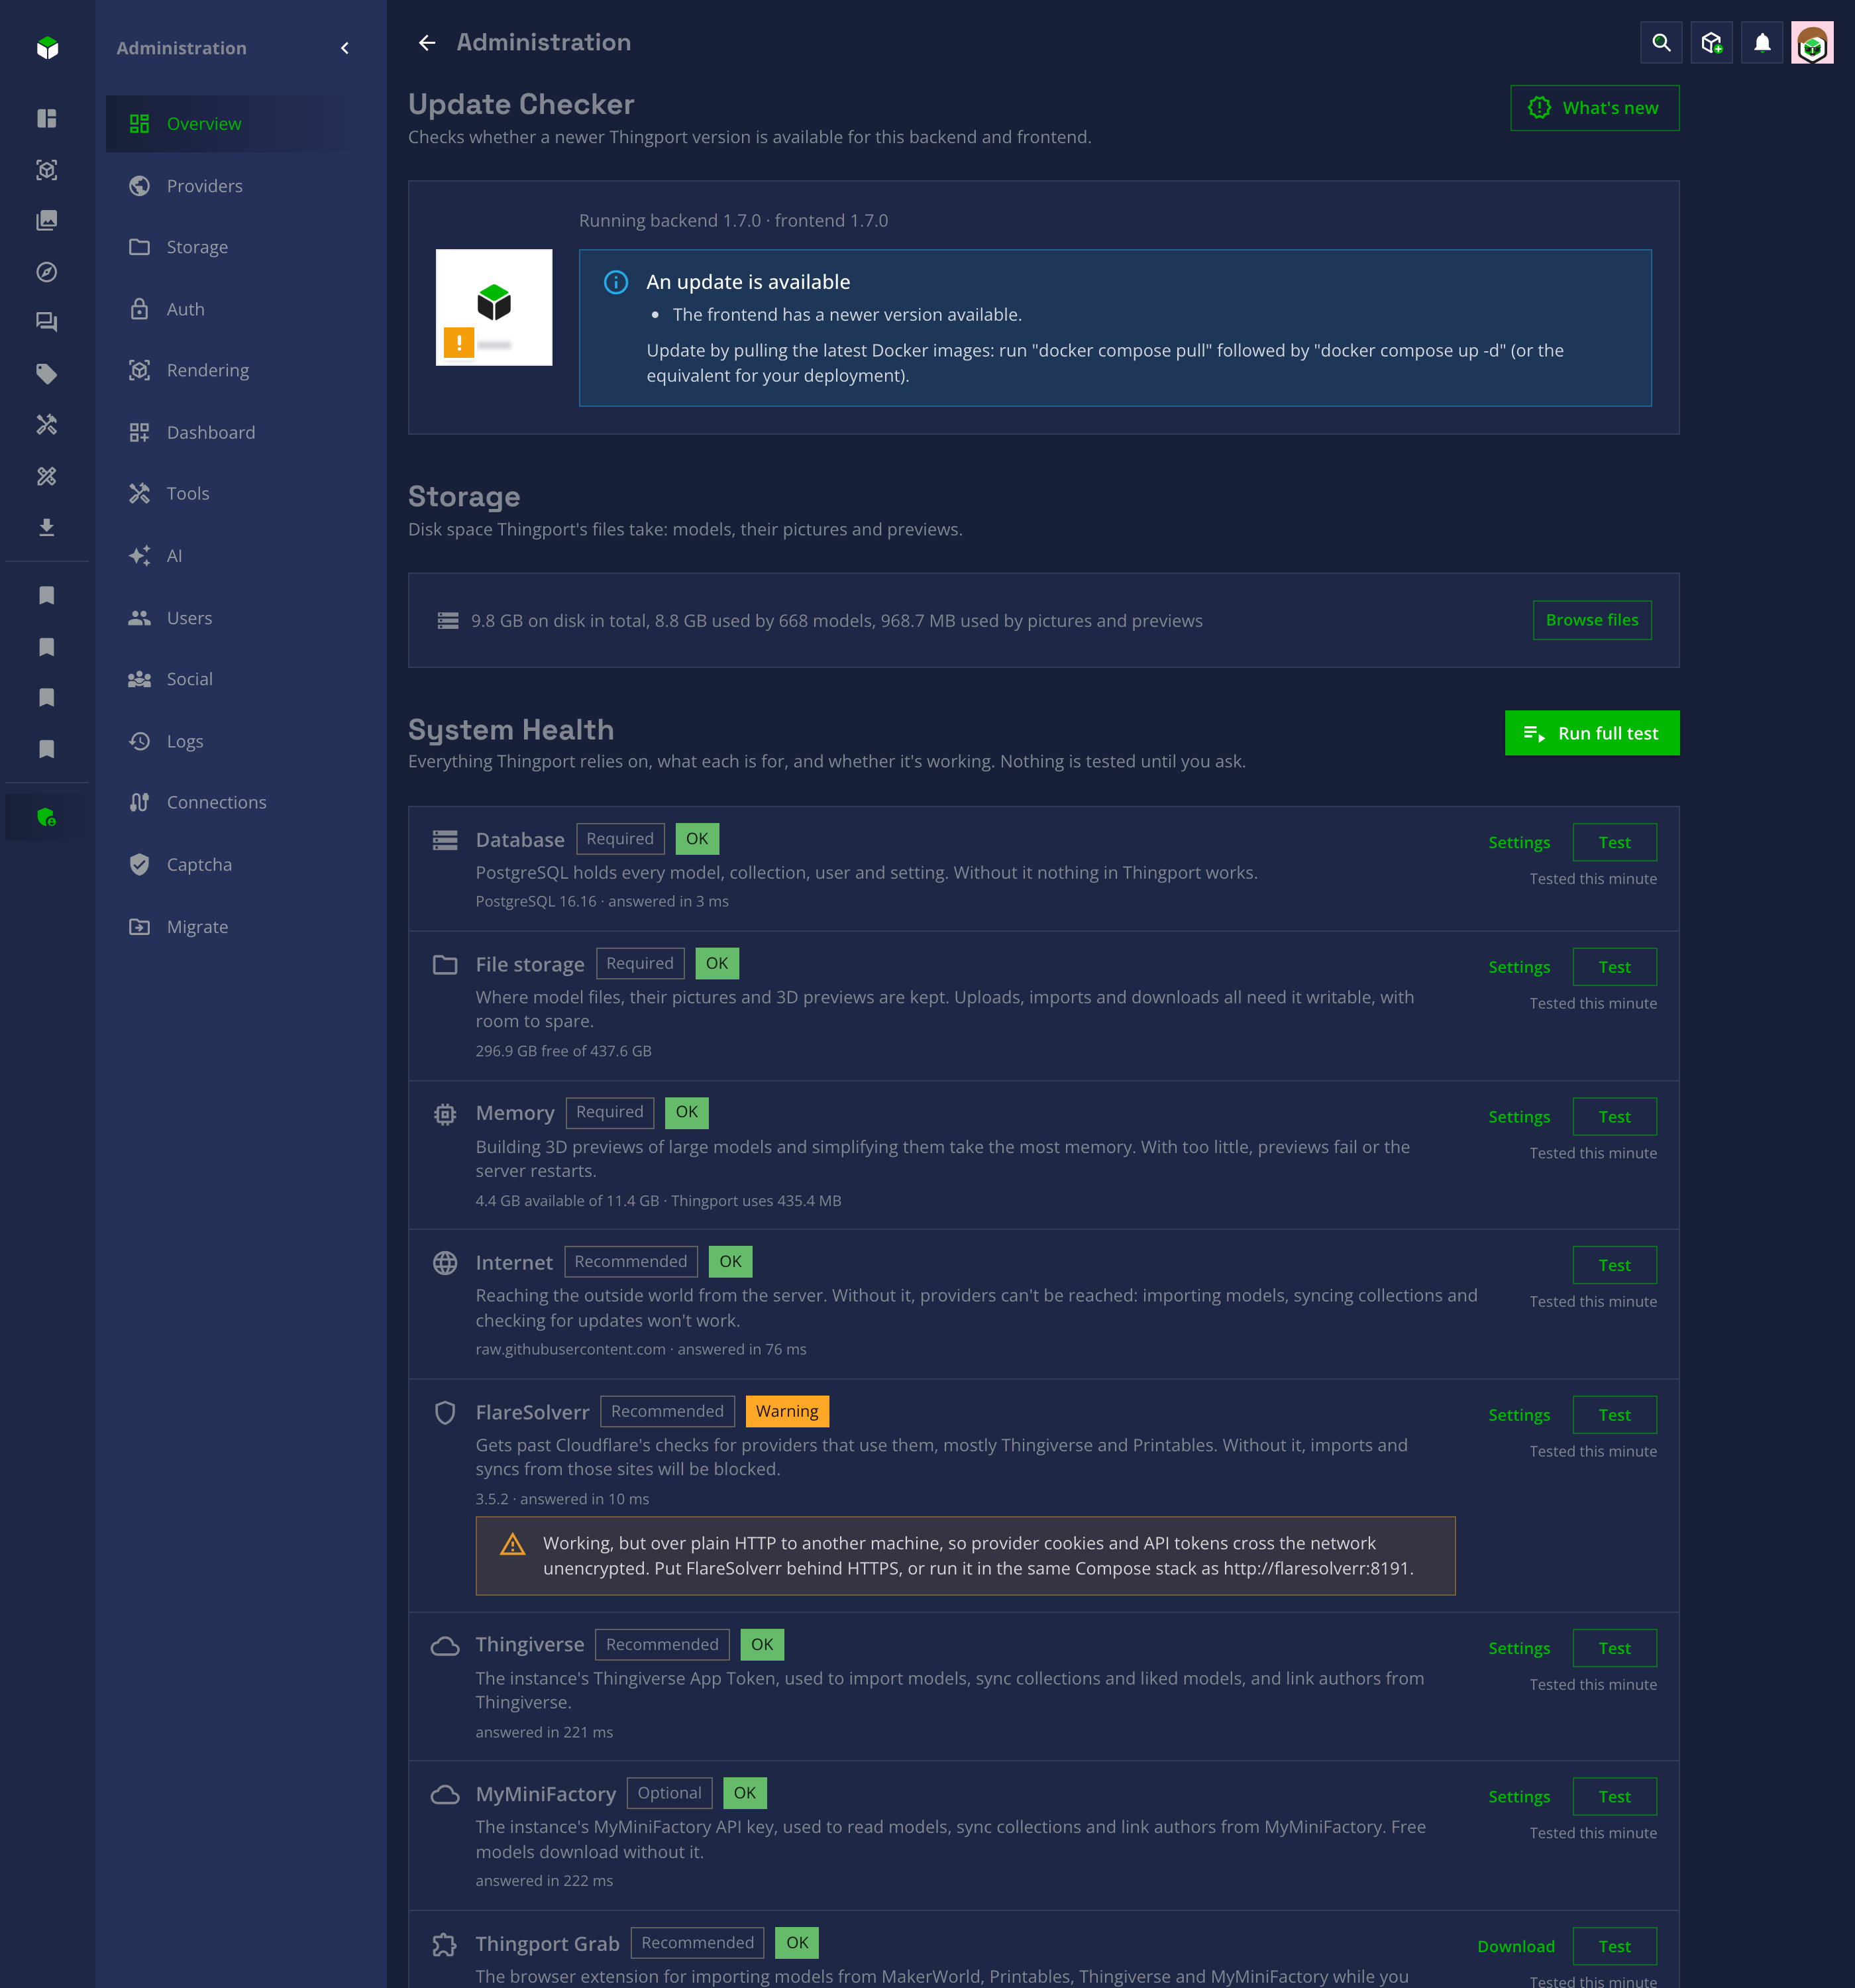 Administration
Overview
Providers
Storage
Auth
Rendering
Dashboard
Tools
AI
Users
Social
Logs
Connections
Captcha
Migrate
Administration
Update Checker
What's new
Checks whether a newer Thingport version is available for this backend and frontend.
Running backend 1.7.0 · frontend 1.7.0
An update is available
• The frontend has a newer version available.
Update by pulling the latest Docker images: run "docker compose pull" followed by "docker compose up -d" (or the
equivalent for your deployment).
Storage
Disk space Thingport's files take: models, their pictures and previews.
9.8 GB on disk in total, 8.8 GB used by 668 models, 968.7 MB used by pictures and previews
Browse files
System Health
Run full test
Everything Thingport relies on, what each is for, and whether it's working. Nothing is tested until you ask.
Database Required OK
Settings Test
PostgreSQL holds every model, collection, user and setting. Without it nothing in Thingport works.
Tested this minute
PostgreSQL 16.16 · answered in 3 ms
File storage Required OK
Settings Test
Where model files, their pictures and 3D previews are kept. Uploads, imports and downloads all need it writable, with
room to spare.
Tested this minute
296.9 GB free of 437.6 GB
Memory Required OK
Settings Test
Building 3D previews of large models and simplifying them take the most memory. With too little, previews fail or the
server restarts.
Tested this minute
4.4 GB available of 11.4 GB · Thingport uses 435.4 MB
Internet Recommended OK
Test
Reaching the outside world from the server. Without it, providers can't be reached: importing models, syncing collections and
checking for updates won't work.
Tested this minute
raw.githubusercontent.com · answered in 76 ms
FlareSolverr Recommended Warning
Settings Test
Gets past Cloudflare's checks for providers that use them, mostly Thingiverse and Printables. Without it, imports and
syncs from those sites will be blocked.
Tested this minute
3.5.2 · answered in 10 ms
Working, but over plain HTTP to another machine, so provider cookies and API tokens cross the network
unencrypted. Put FlareSolverr behind HTTPS, or run it in the same Compose stack as http://flaresolverr:8191.
Thingiverse Recommended OK
Settings Test
The instance's Thingiverse App Token, used to import models, sync collections and liked models, and link authors from
Thingiverse.
Tested this minute
answered in 221 ms
MyMiniFactory Optional OK
Settings Test
The instance's MyMiniFactory API key, used to read models, sync collections and link authors from MyMiniFactory. Free
models download without it.
Tested this minute
answered in 222 ms
Thingport Grab Recommended OK
Download Test
The browser extension for importing models from MakerWorld, Printables, Thingiverse and MyMiniFactory while you
Tested this minute